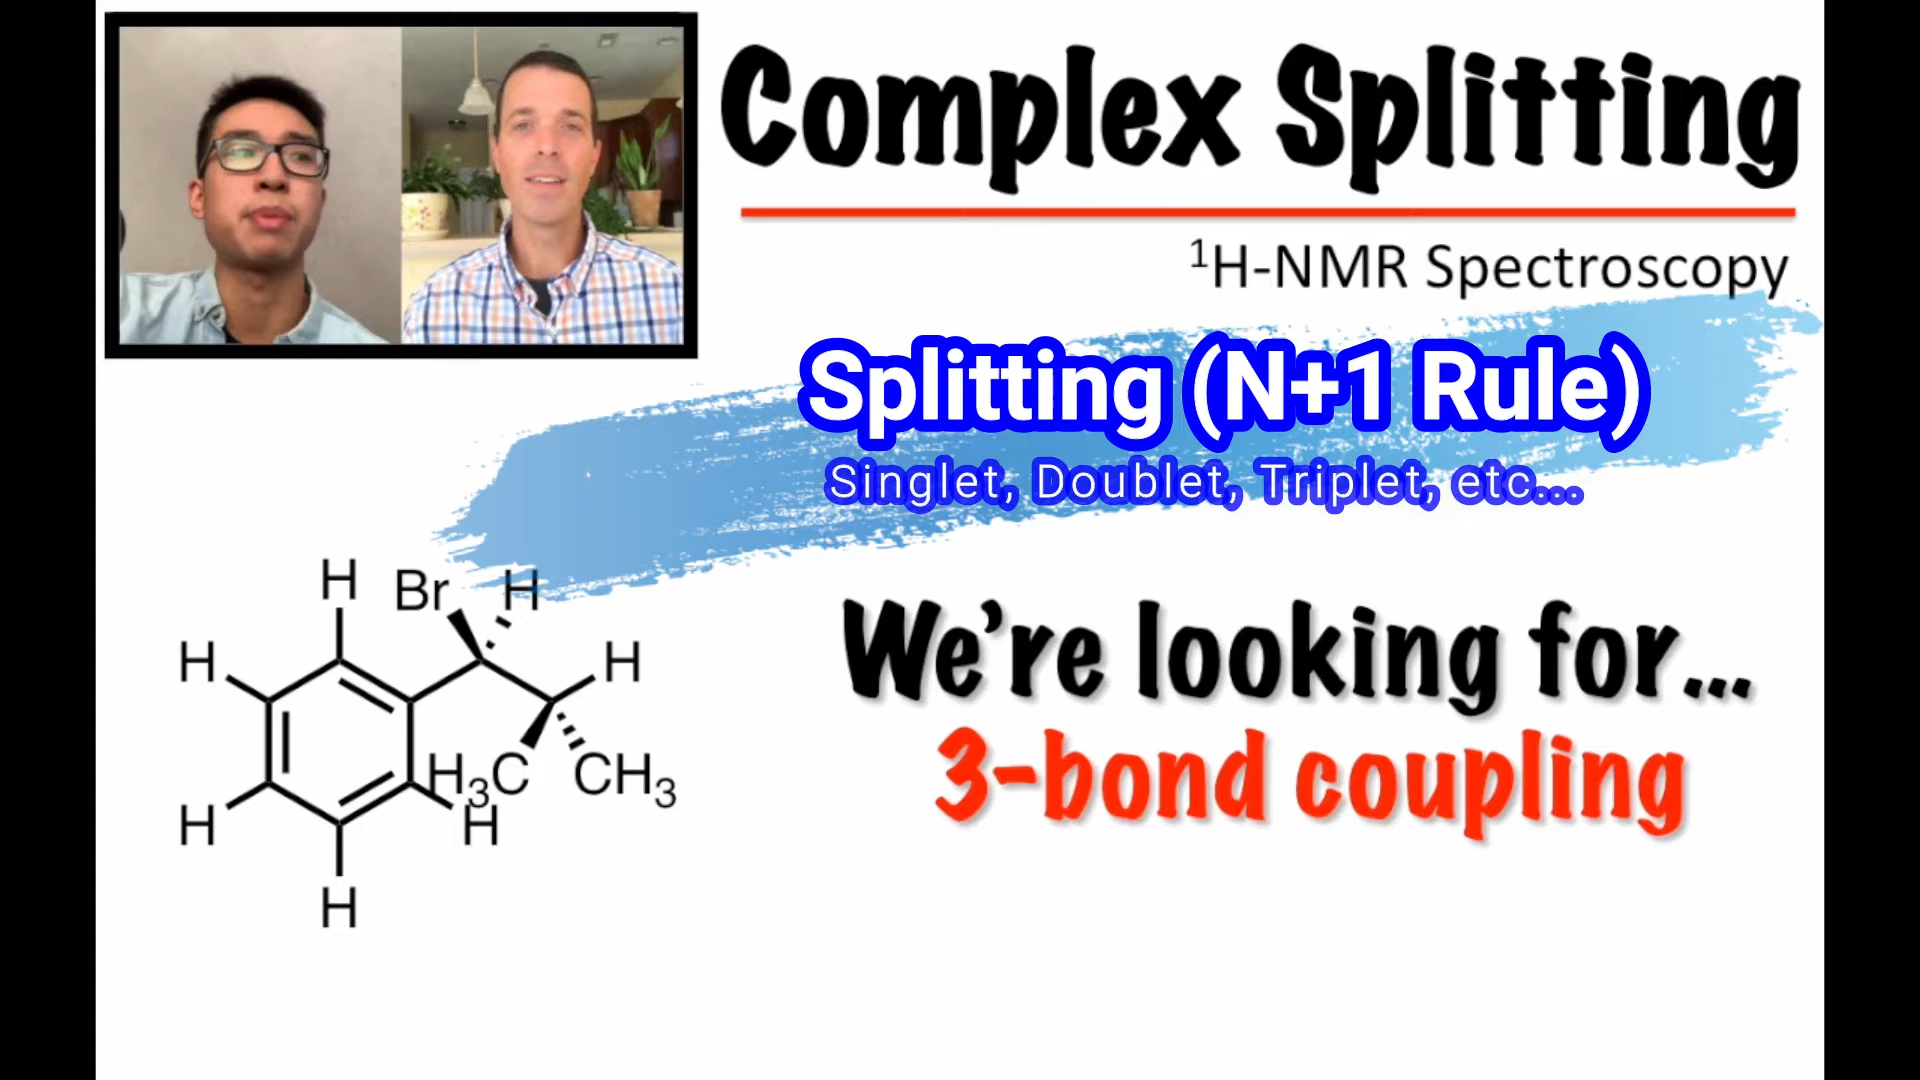 Complex Splitting
¹H-NMR Spectroscopy
Splitting (N+1 Rule)
Singlet, Doublet, Triplet, etc...
We're looking for...
3-bond coupling
H Br H
H H
H₃C CH₃
H H
H